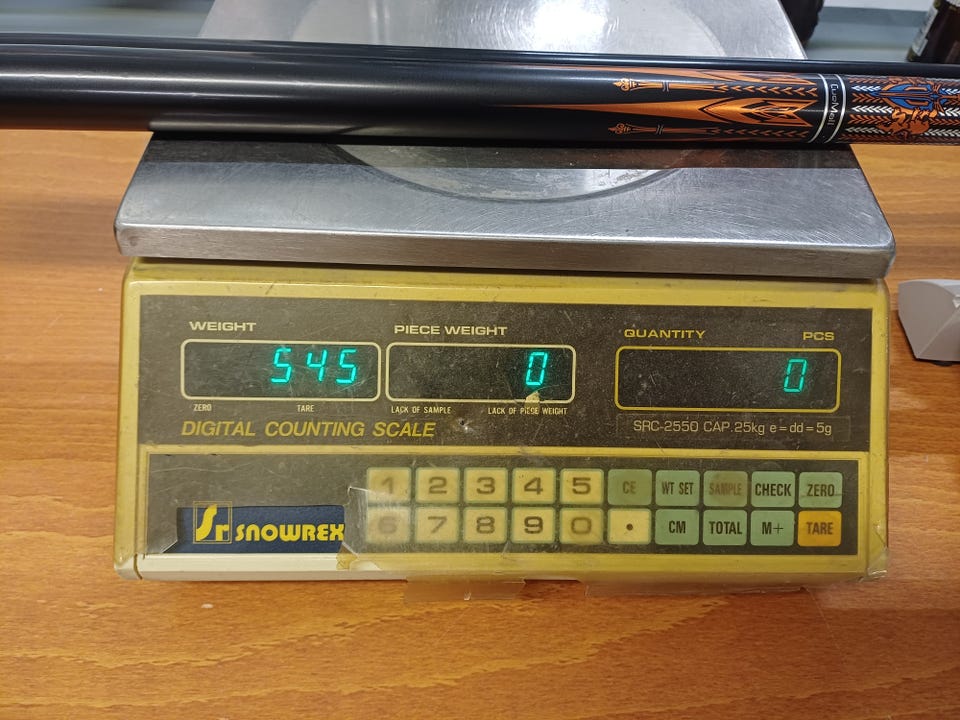 CueMall
WEIGHT PIECE WEIGHT QUANTITY PCS
545 0 0
ZERO TARE LACK OF SAMPLE LACK OF PIECE WEIGHT
DIGITAL COUNTING SCALE SRC-2550 CAP.25kg e=dd=5g
1 2 3 4 5 CE WT SET SAMPLE CHECK ZERO
Sr SNOWREX 6 7 8 9 0 . CM TOTAL M+ TARE